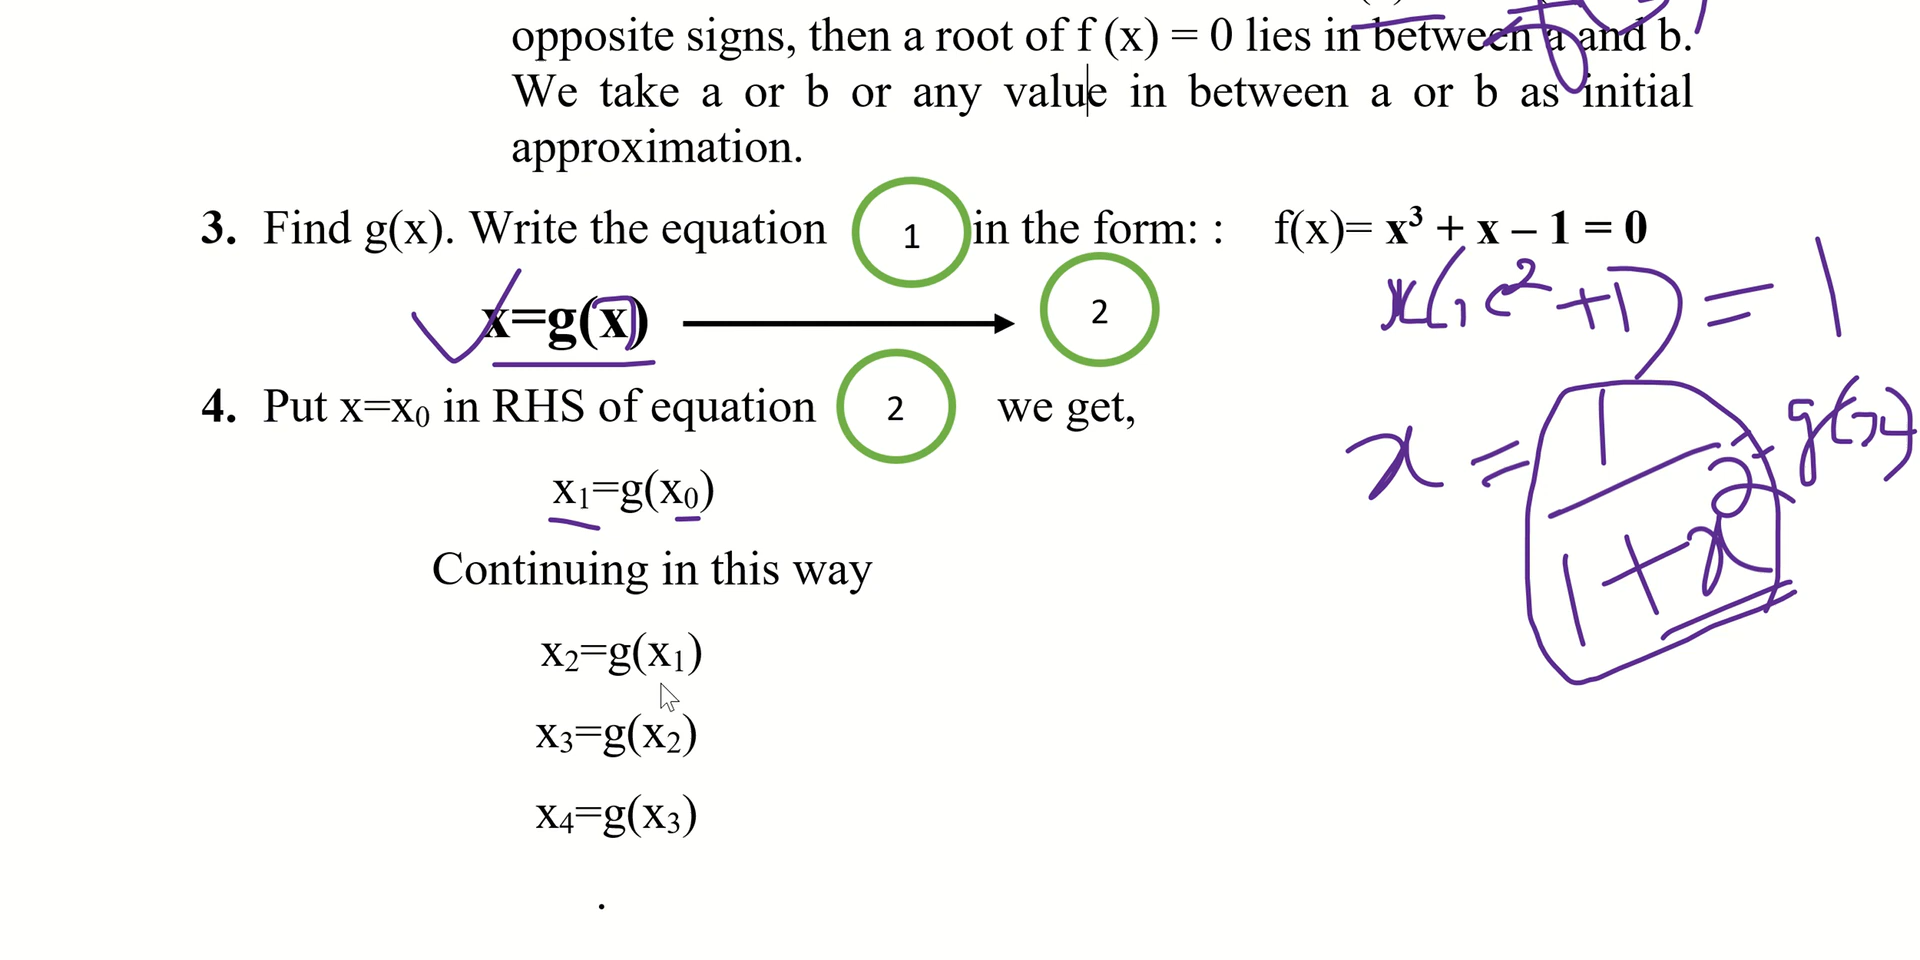 opposite signs, then a root of f (x) = 0 lies in between a and b.
We take a or b or any value in between a or b as initial
approximation.
3. Find g(x). Write the equation 1 in the form: : f(x)= x³ + x – 1 = 0
x(x²+1) = 1
x=g(x) 2
4. Put x=x₀ in RHS of equation 2 we get,
x = 1/(1+x²) = g(x)
x₁=g(x₀)
Continuing in this way
x₂=g(x₁)
x₃=g(x₂)
x₄=g(x₃)
.